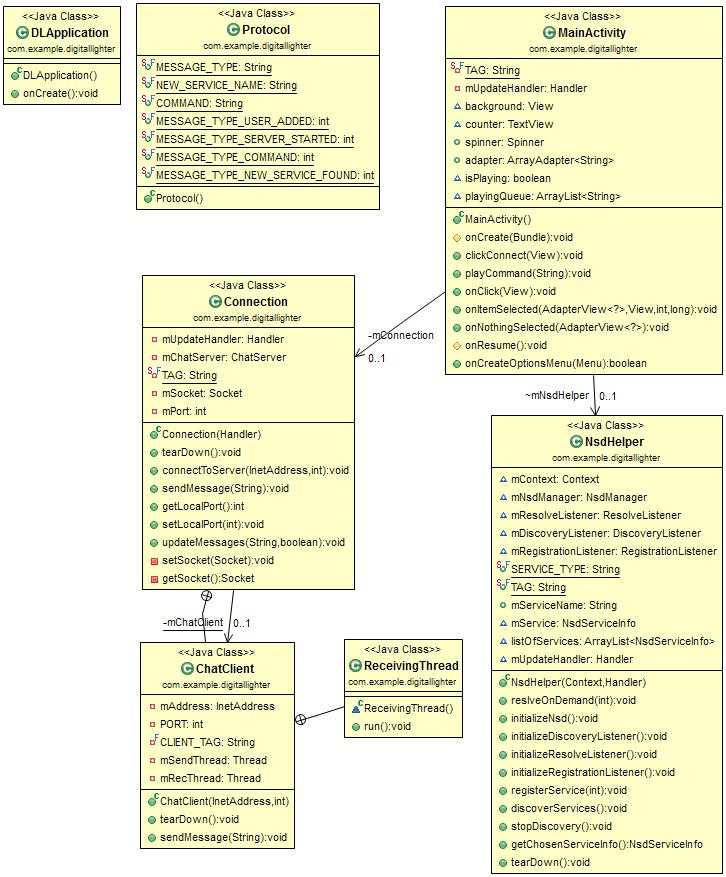 <<Java Class>>
DLApplication
com.example.digitallighter
DLApplication()
onCreate():void
<<Java Class>>
Protocol
com.example.digitallighter
MESSAGE_TYPE: String
NEW_SERVICE_NAME: String
COMMAND: String
MESSAGE_TYPE_USER_ADDED: int
MESSAGE_TYPE_SERVER_STARTED: int
MESSAGE_TYPE_COMMAND: int
MESSAGE_TYPE_NEW_SERVICE_FOUND: int
Protocol()
<<Java Class>>
MainActivity
com.example.digitallighter
TAG: String
mUpdateHandler: Handler
background: View
counter: TextView
spinner: Spinner
adapter: ArrayAdapter<String>
isPlaying: boolean
playingQueue: ArrayList<String>
MainActivity()
onCreate(Bundle):void
clickConnect(View):void
playCommand(String):void
onClick(View):void
onItemSelected(AdapterView<?>,View,int,long):void
onNothingSelected(AdapterView<?>):void
onResume():void
onCreateOptionsMenu(Menu):boolean
-mConnection
0..1
~mNsdHelper
0..1
<<Java Class>>
Connection
com.example.digitallighter
mUpdateHandler: Handler
mChatServer: ChatServer
TAG: String
mSocket: Socket
mPort: int
Connection(Handler)
tearDown():void
connectToServer(InetAddress,int):void
sendMessage(String):void
getLocalPort():int
setLocalPort(int):void
updateMessages(String,boolean):void
setSocket(Socket):void
getSocket():Socket
-mChatClient
0..1
<<Java Class>>
ChatClient
com.example.digitallighter
mAddress: InetAddress
PORT: int
CLIENT_TAG: String
mSendThread: Thread
mRecThread: Thread
ChatClient(InetAddress,int)
tearDown():void
sendMessage(String):void
<<Java Class>>
ReceivingThread
com.example.digitallighter
ReceivingThread()
run():void
<<Java Class>>
NsdHelper
com.example.digitallighter
mContext: Context
mNsdManager: NsdManager
mResolveListener: ResolveListener
mDiscoveryListener: DiscoveryListener
mRegistrationListener: RegistrationListener
SERVICE_TYPE: String
TAG: String
mServiceName: String
mService: NsdServiceInfo
listOfServices: ArrayList<NsdServiceInfo>
mUpdateHandler: Handler
NsdHelper(Context,Handler)
reslveOnDemand(int):void
initializeNsd():void
initializeDiscoveryListener():void
initializeResolveListener():void
initializeRegistrationListener():void
registerService(int):void
discoverServices():void
stopDiscovery():void
getChosenServiceInfo():NsdServiceInfo
tearDown():void